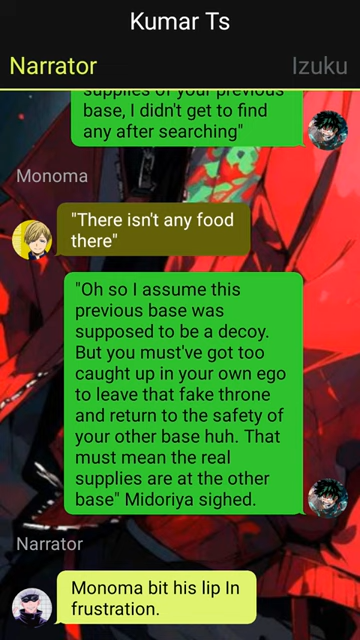 Kumar Ts
Narrator
Izuku
supplies of your previous
base, I didn't get to find
any after searching"
Monoma
"There isn't any food
there"
"Oh so I assume this
previous base was
supposed to be a decoy.
But you must've got too
caught up in your own ego
to leave that fake throne
and return to the safety of
your other base huh. That
must mean the real
supplies are at the other
base" Midoriya sighed.
Narrator
Monoma bit his lip In
frustration.